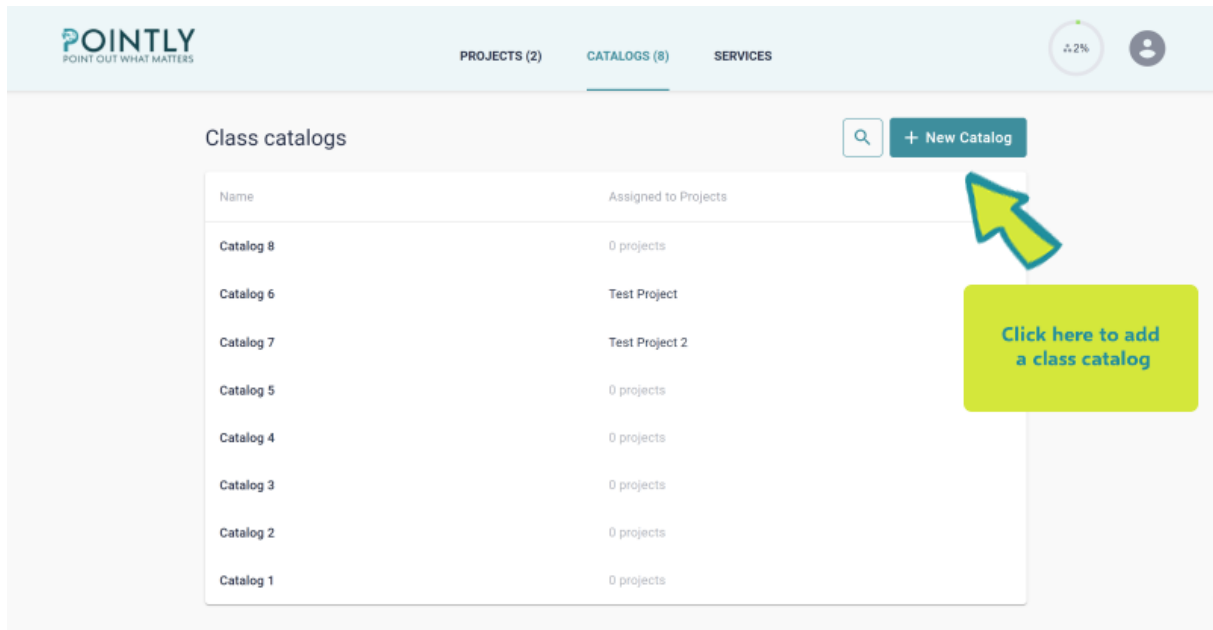 POINTLY
POINT OUT WHAT MATTERS
PROJECTS (2) CATALOGS (8) SERVICES
2%
Class catalogs
+ New Catalog
Name Assigned to Projects
Catalog 8 0 projects
Catalog 6 Test Project
Catalog 7 Test Project 2
Catalog 5 0 projects
Catalog 4 0 projects
Catalog 3 0 projects
Catalog 2 0 projects
Catalog 1 0 projects
Click here to add
a class catalog